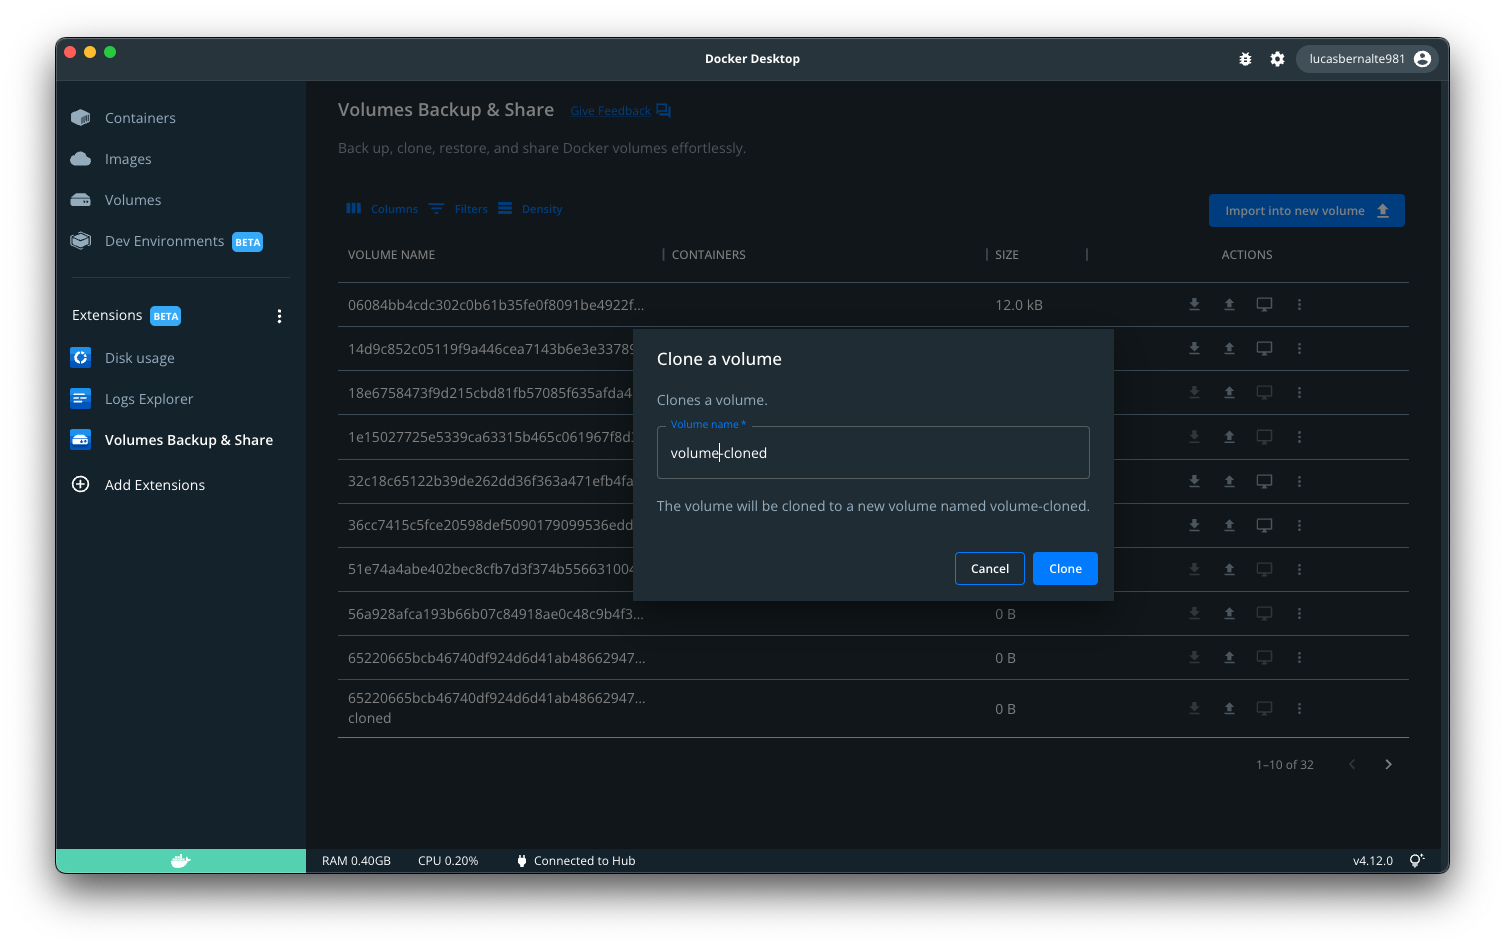 Docker Desktop
lucasbernalte981
Containers
Images
Volumes
Dev Environments BETA
Extensions BETA
Disk usage
Logs Explorer
Volumes Backup & Share
Add Extensions
Volumes Backup & Share Give Feedback
Back up, clone, restore, and share Docker volumes effortlessly.
Columns Filters Density
Import into new volume
VOLUME NAME CONTAINERS SIZE ACTIONS
06084bb4cdc302c0b61b35fe0f8091be4922f... 12.0 kB
14d9c852c05119f9a446cea7143b6e3e33789
18e6758473f9d215cbd81fb57085f635afda4
1e15027725e5339ca63315b465c061967f8d
32c18c65122b39de262dd36f363a471efb4fa
36cc7415c5fce20598def5090179099536edd
51e74a4abe402bec8cfb7d3f374b556631004
56a928afca193b66b07c84918ae0c48c9b4f3... 0 B
65220665bcb46740df924d6d41ab48662947... 0 B
65220665bcb46740df924d6d41ab48662947...
cloned
0 B
1–10 of 32
Clone a volume
Clones a volume.
Volume name *
volume-cloned
The volume will be cloned to a new volume named volume-cloned.
Cancel Clone
RAM 0.40GB CPU 0.20% Connected to Hub v4.12.0